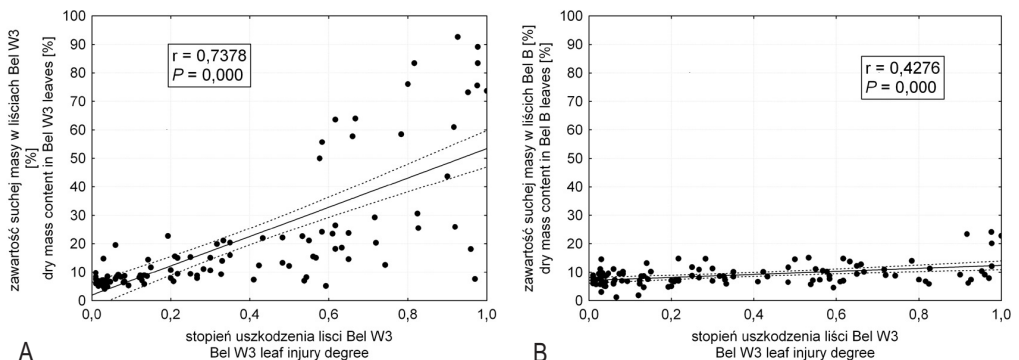 zawartość suchej masy w liściach Bel W3
[%]
dry mass content in Bel W3 leaves [%]
100
90
80
70
60
50
40
30
20
10
0
r = 0,7378
P = 0,000
0,0 0,2 0,4 0,6 0,8 1,0
stopień uszkodzenia lisci Bel W3
Bel W3 leaf injury degree
A
zawartość suchej masy w liścich Bel B [%]
dry mass content in Bel B leaves [%]
100
90
80
70
60
50
40
30
20
10
0
r = 0,4276
P = 0,000
0,0 0,2 0,4 0,6 0,8 1,0
stopień uszkodzenia lisci Bel W3
Bel W3 leaf injury degree
B